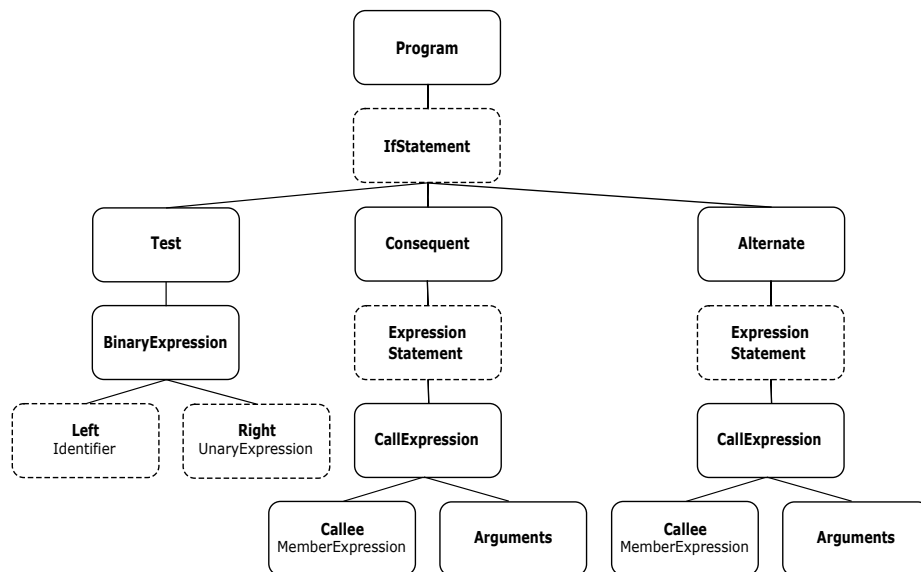 Program
IfStatement
Test
Consequent
Alternate
BinaryExpression
Expression
Statement
Expression
Statement
Left
Identifier
Right
UnaryExpression
CallExpression
CallExpression
Callee
MemberExpression
Arguments
Callee
MemberExpression
Arguments